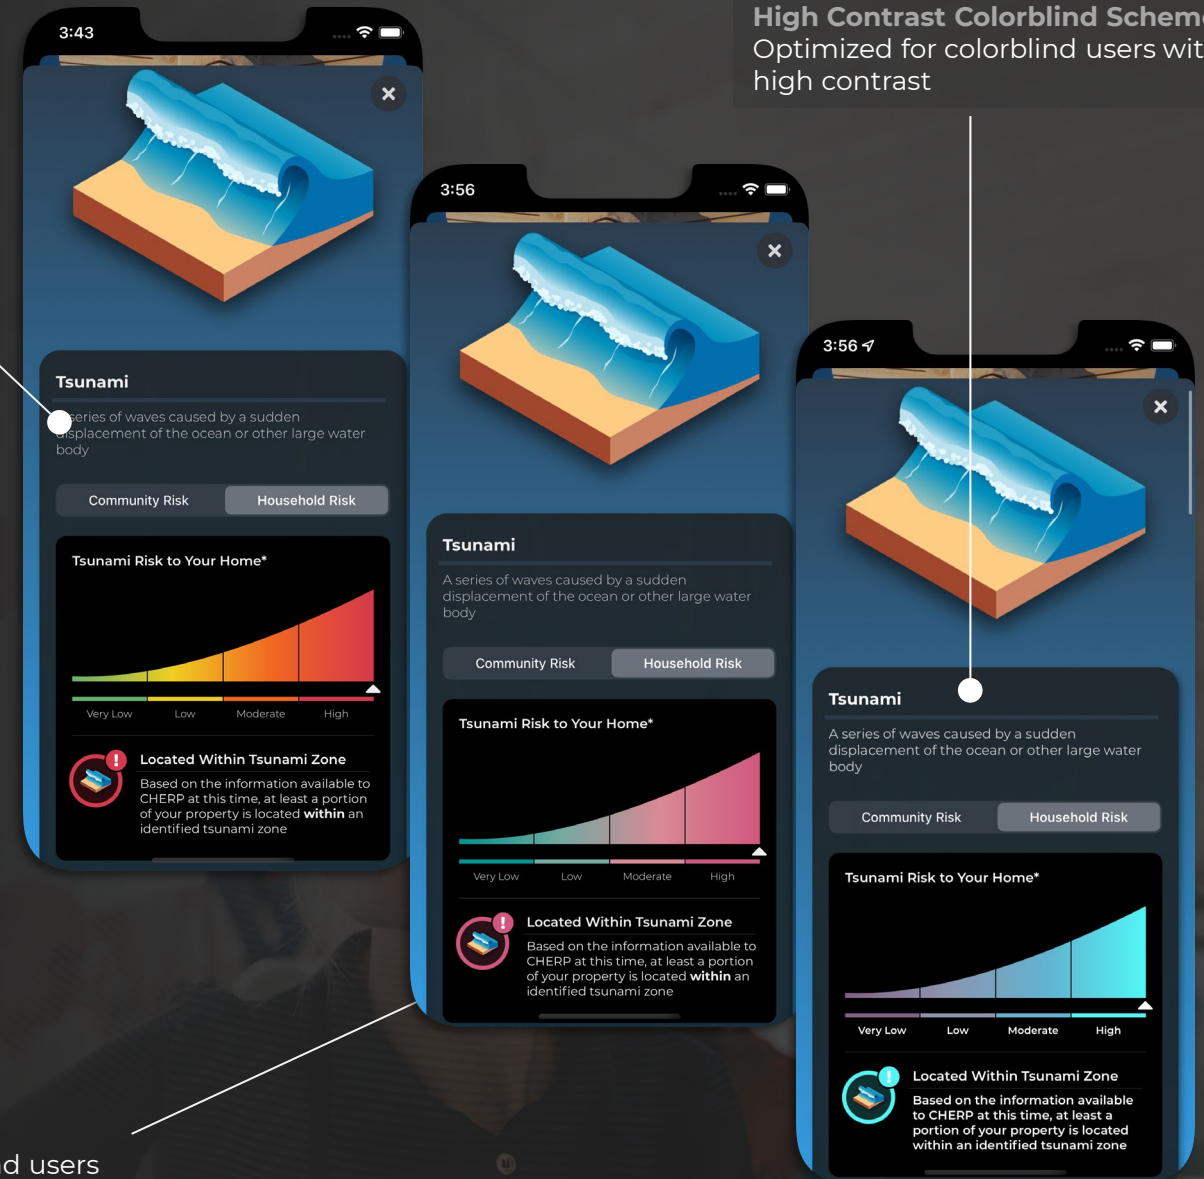 High Contrast Colorblind Schem
Optimized for colorblind users wit
high contrast
3:43
Tsunami
series of waves caused by a sudden
displacement of the ocean or other large water
body
Community Risk
Household Risk
Tsunami Risk to Your Home*
Very Low
Low
Moderate
High
!
Located Within Tsunami Zone
Based on the information available to
CHERP at this time, at least a portion
of your property is located within an
identified tsunami zone
3:56
Tsunami
A series of waves caused by a sudden
displacement of the ocean or other large water
body
Community Risk
Household Risk
Tsunami Risk to Your Home*
Very Low
Low
Moderate
High
!
Located Within Tsunami Zone
Based on the information available to
CHERP at this time, at least a portion
of your property is located within an
identified tsunami zone
3:56
Tsunami
A series of waves caused by a sudden
displacement of the ocean or other large water
body
Community Risk
Household Risk
Tsunami Risk to Your Home*
Very Low
Low
Moderate
High
!
Located Within Tsunami Zone
Based on the information available
to CHERP at this time, at least a
portion of your property is located
within an identified tsunami zone
nd users